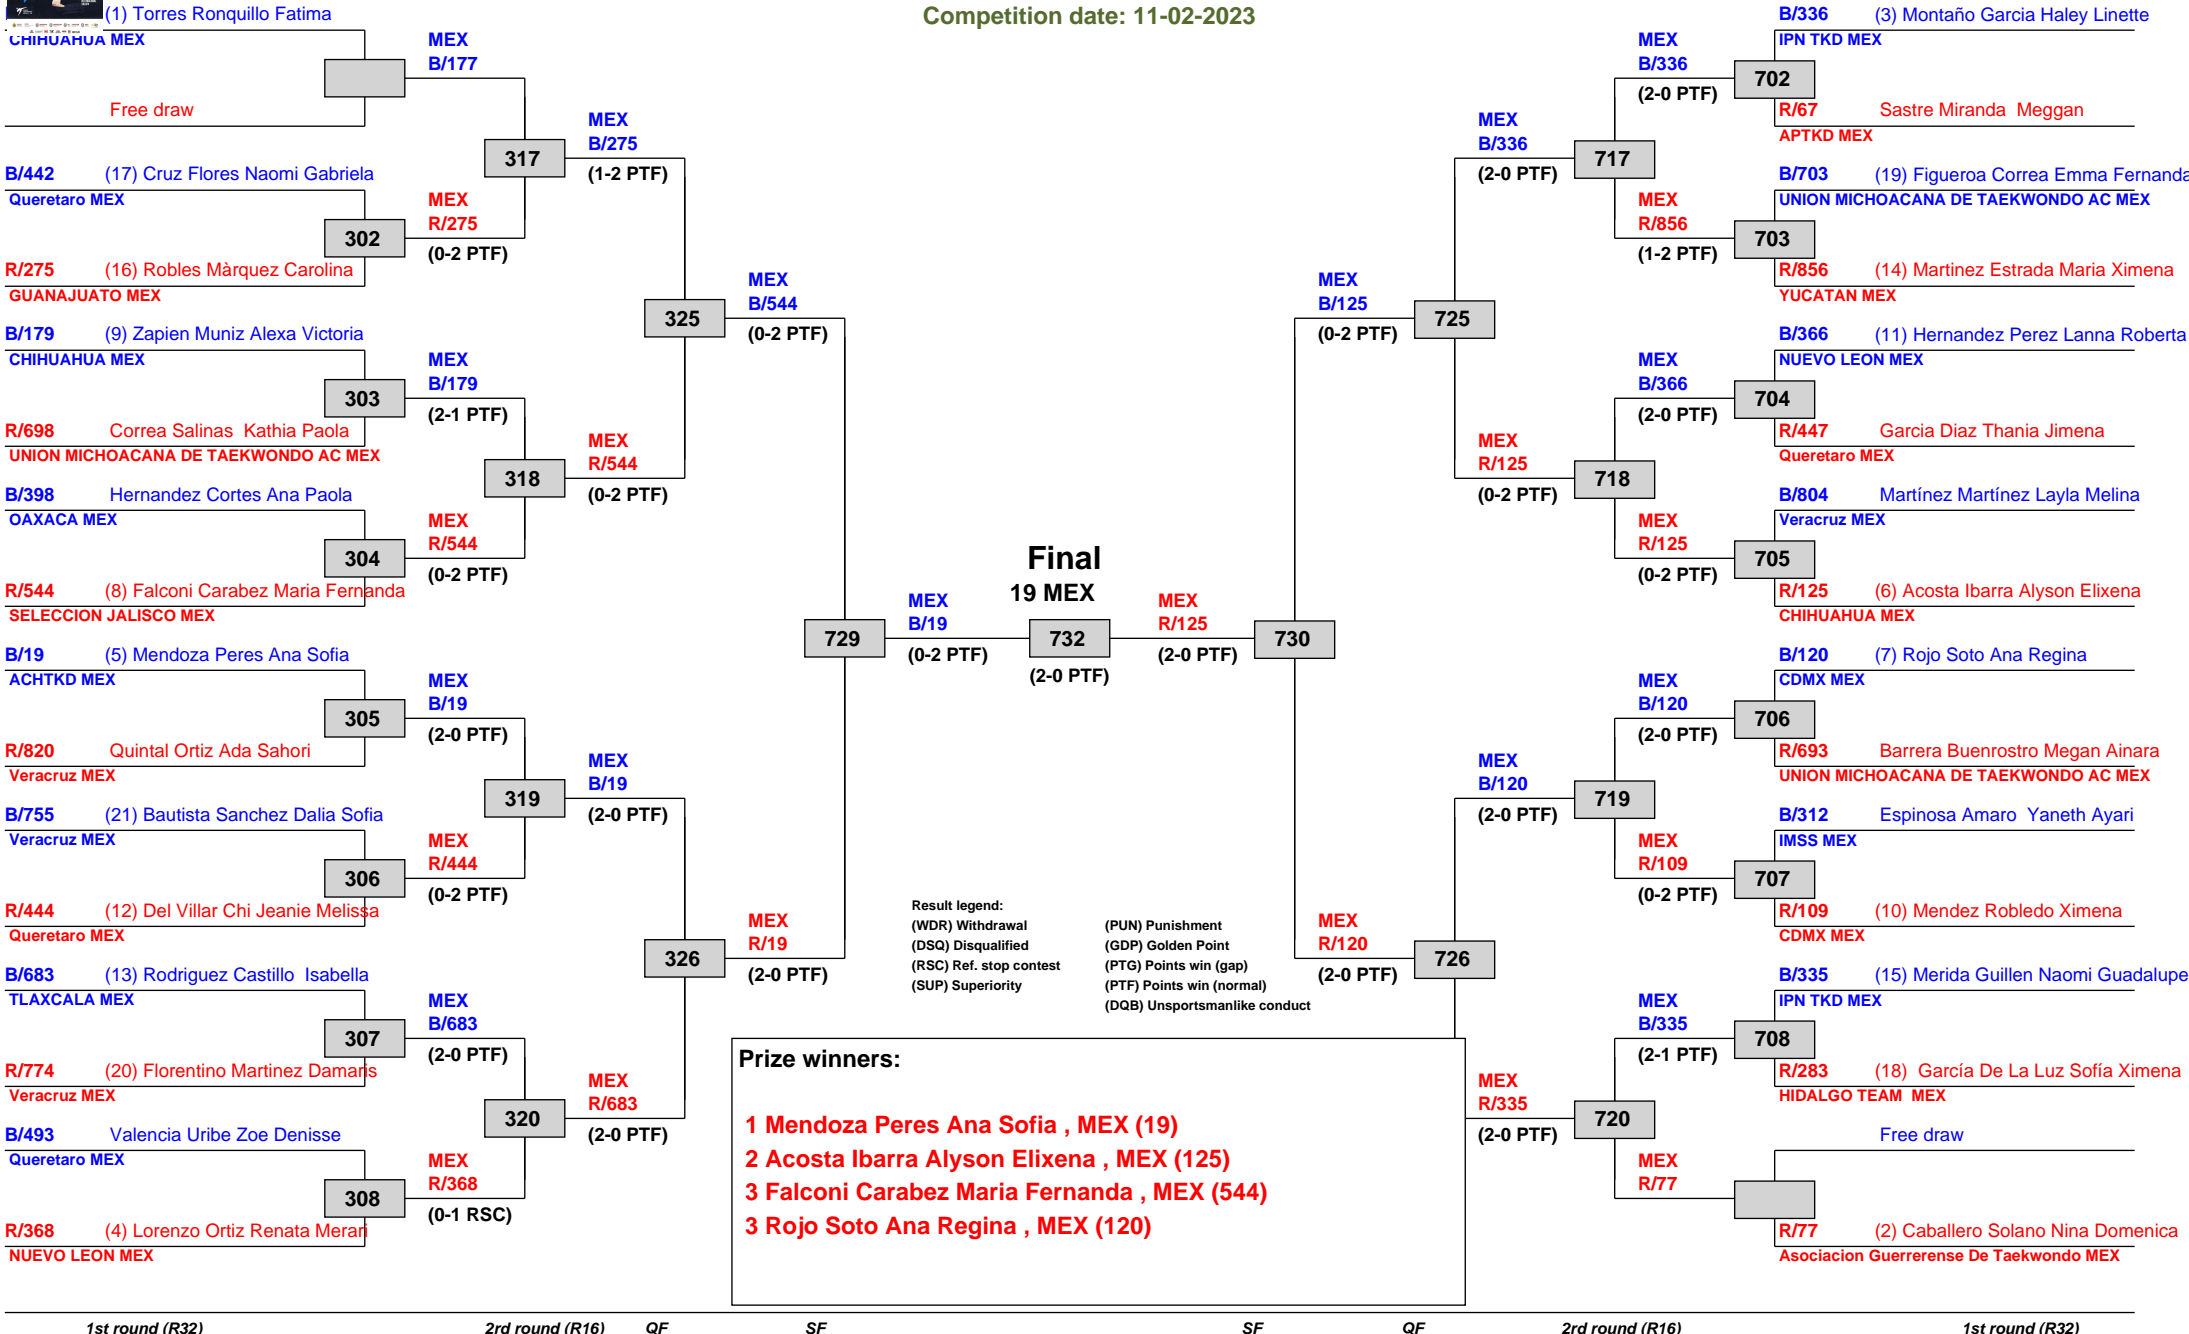 Competition date: 11-02-2023
(1) Torres Ronquillo Fatima
CHIHUAHUA MEX
Free draw
B/442 (17) Cruz Flores Naomi Gabriela
Queretaro MEX
302
R/275 (16) Robles Màrquez Carolina
GUANAJUATO MEX
B/179 (9) Zapien Muniz Alexa Victoria
CHIHUAHUA MEX
303
R/698 Correa Salinas Kathia Paola
UNION MICHOACANA DE TAEKWONDO AC MEX
B/398 Hernandez Cortes Ana Paola
OAXACA MEX
304
R/544 (8) Falconi Carabez Maria Fernanda
SELECCION JALISCO MEX
B/19 (5) Mendoza Peres Ana Sofia
ACHTKD MEX
305
R/820 Quintal Ortiz Ada Sahori
Veracruz MEX
B/755 (21) Bautista Sanchez Dalia Sofia
Veracruz MEX
306
R/444 (12) Del Villar Chi Jeanie Melissa
Queretaro MEX
B/683 (13) Rodriguez Castillo Isabella
TLAXCALA MEX
307
R/774 (20) Florentino Martinez Damaris
Veracruz MEX
B/493 Valencia Uribe Zoe Denisse
Queretaro MEX
308
R/368 (4) Lorenzo Ortiz Renata Merari
NUEVO LEON MEX
MEX
B/177
317
MEX
R/275
(0-2 PTF)
MEX
B/179
(2-1 PTF)
318
MEX
R/544
(0-2 PTF)
MEX
B/19
(2-0 PTF)
319
MEX
R/444
(0-2 PTF)
MEX
B/683
(2-0 PTF)
320
MEX
R/368
(0-1 RSC)
MEX
B/275
(1-2 PTF)
325
MEX
R/544
(0-2 PTF)
MEX
B/19
(2-0 PTF)
326
MEX
R/683
(2-0 PTF)
MEX
B/544
(0-2 PTF)
729
MEX
R/19
(2-0 PTF)
Final
19 MEX
MEX
B/19
(0-2 PTF)
732
(2-0 PTF)
MEX
R/125
(2-0 PTF)
730
MEX
B/125
(0-2 PTF)
MEX
R/120
(2-0 PTF)
MEX
B/336
(2-0 PTF)
725
MEX
R/125
(0-2 PTF)
MEX
B/120
(2-0 PTF)
726
MEX
R/335
(2-0 PTF)
MEX
B/336
(2-0 PTF)
717
MEX
R/856
(1-2 PTF)
MEX
B/366
(2-0 PTF)
718
MEX
R/125
(0-2 PTF)
MEX
B/120
(2-0 PTF)
719
MEX
R/109
(0-2 PTF)
MEX
B/335
(2-1 PTF)
720
MEX
R/77
B/336 (3) Montaño Garcia Haley Linette
IPN TKD MEX
702
R/67 Sastre Miranda Meggan
APTKD MEX
B/703 (19) Figueroa Correa Emma Fernanda
UNION MICHOACANA DE TAEKWONDO AC MEX
703
R/856 (14) Martinez Estrada Maria Ximena
YUCATAN MEX
B/366 (11) Hernandez Perez Lanna Roberta
NUEVO LEON MEX
704
R/447 Garcia Diaz Thania Jimena
Queretaro MEX
B/804 Martínez Martínez Layla Melina
Veracruz MEX
705
R/125 (6) Acosta Ibarra Alyson Elixena
CHIHUAHUA MEX
B/120 (7) Rojo Soto Ana Regina
CDMX MEX
706
R/693 Barrera Buenrostro Megan Ainara
UNION MICHOACANA DE TAEKWONDO AC MEX
B/312 Espinosa Amaro Yaneth Ayari
IMSS MEX
707
R/109 (10) Mendez Robledo Ximena
CDMX MEX
B/335 (15) Merida Guillen Naomi Guadalupe
IPN TKD MEX
708
R/283 (18) García De La Luz Sofía Ximena
HIDALGO TEAM MEX
Free draw
R/77 (2) Caballero Solano Nina Domenica
Asociacion Guerrerense De Taekwondo MEX
Result legend:
(WDR) Withdrawal (PUN) Punishment
(DSQ) Disqualified (GDP) Golden Point
(RSC) Ref. stop contest (PTG) Points win (gap)
(SUP) Superiority (PTF) Points win (normal)
(DQB) Unsportsmanlike conduct
Prize winners:
1 Mendoza Peres Ana Sofia , MEX (19)
2 Acosta Ibarra Alyson Elixena , MEX (125)
3 Falconi Carabez Maria Fernanda , MEX (544)
3 Rojo Soto Ana Regina , MEX (120)
1st round (R32) 2rd round (R16) QF SF SF QF 2rd round (R16) 1st round (R32)